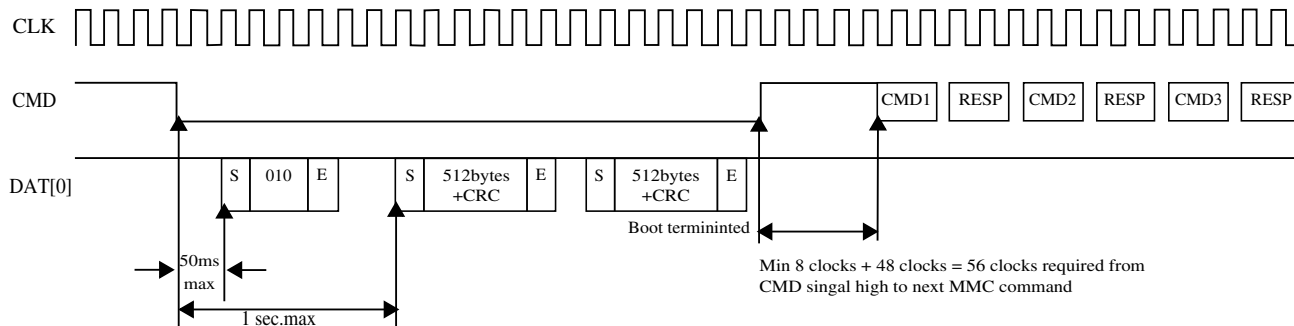 CLK
CMD
CMD1 RESP CMD2 RESP CMD3 RESP
DAT[0]
S 010 E S 512bytes +CRC E S 512bytes +CRC E
Boot termininted
50ms
max
1 sec.max
Min 8 clocks + 48 clocks = 56 clocks required from
CMD singal high to next MMC command